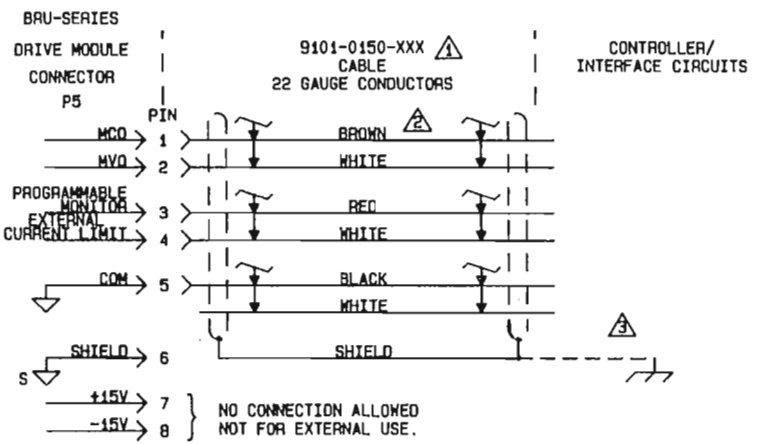 BRU-SERIES
DRIVE MODULE
CONNECTOR
P5
9101-0150-XXX 1
CABLE
22 GAUGE CONDUCTORS
CONTROLLER/
INTERFACE CIRCUITS
PIN
2
MCO 1 BROWN
MVO 2 WHITE
PROGRAMMABLE
MONITOR 3 RED
EXTERNAL
CURRENT LIMIT 4 WHITE
COM 5 BLACK
WHITE
3
SHIELD 6 SHIELD
S
+15V 7
-15V 8
NO CONNECTION ALLOWED
NOT FOR EXTERNAL USE.